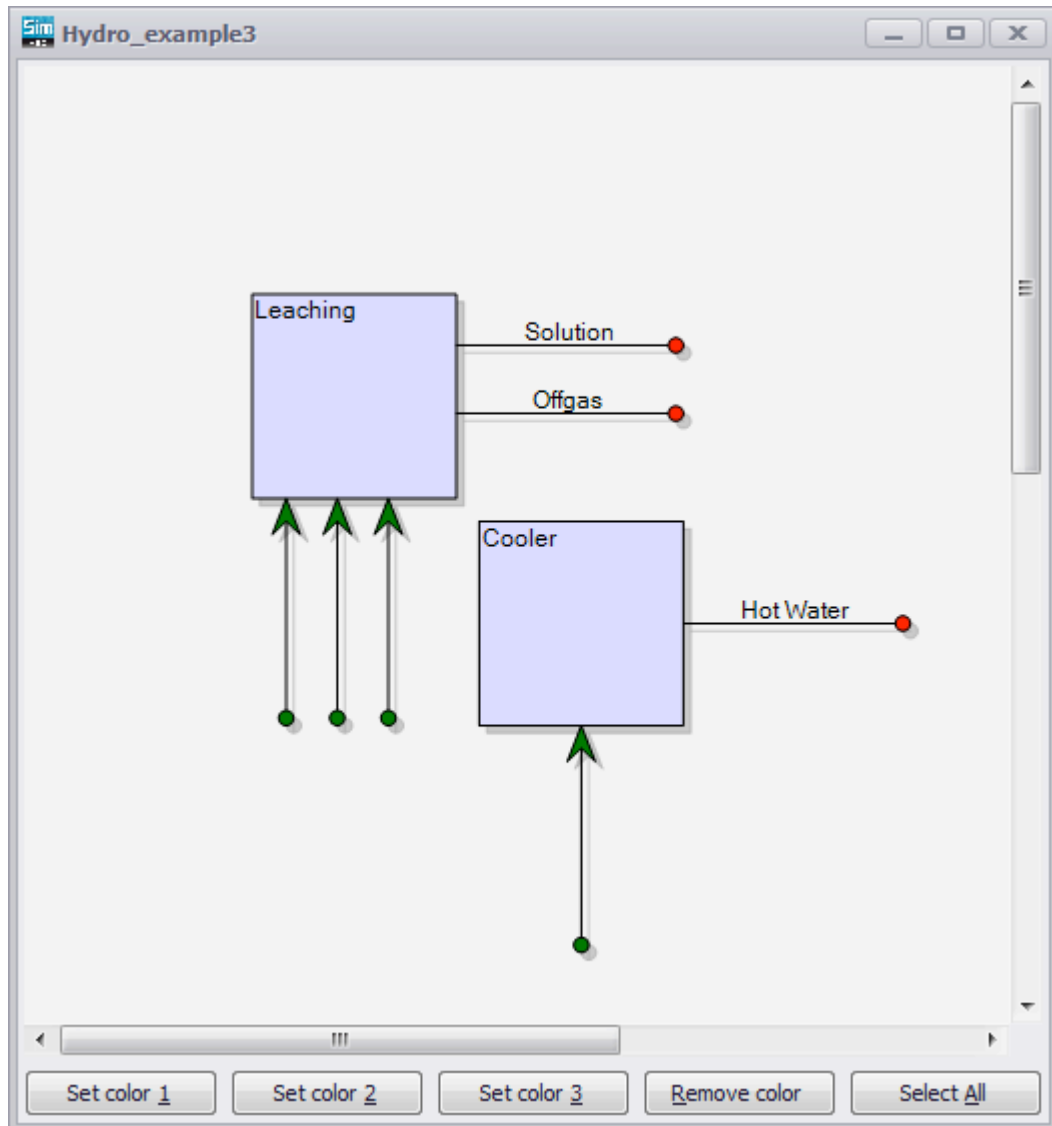 Sim
Hydro_example3
Leaching
Solution
Offgas
Cooler
Hot Water
Set color 1
Set color 2
Set color 3
Remove color
Select All